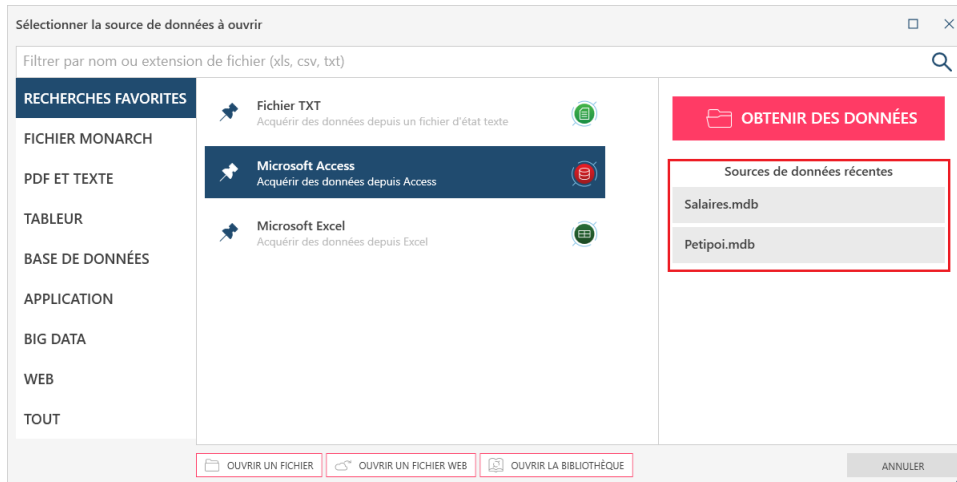 Sélectionner la source de données à ouvrir
Filtrer par nom ou extension de fichier (xls, csv, txt)
RECHERCHES FAVORITES
FICHIER MONARCH
PDF ET TEXTE
TABLEUR
BASE DE DONNÉES
APPLICATION
BIG DATA
WEB
TOUT
Fichier TXT
Acquérir des données depuis un fichier d'état texte
Microsoft Access
Acquérir des données depuis Access
Microsoft Excel
Acquérir des données depuis Excel
OBTENIR DES DONNÉES
Sources de données récentes
Salaires.mdb
Petipoi.mdb
OUVRIR UN FICHIER
OUVRIR UN FICHIER WEB
OUVRIR LA BIBLIOTHÈQUE
ANNULER